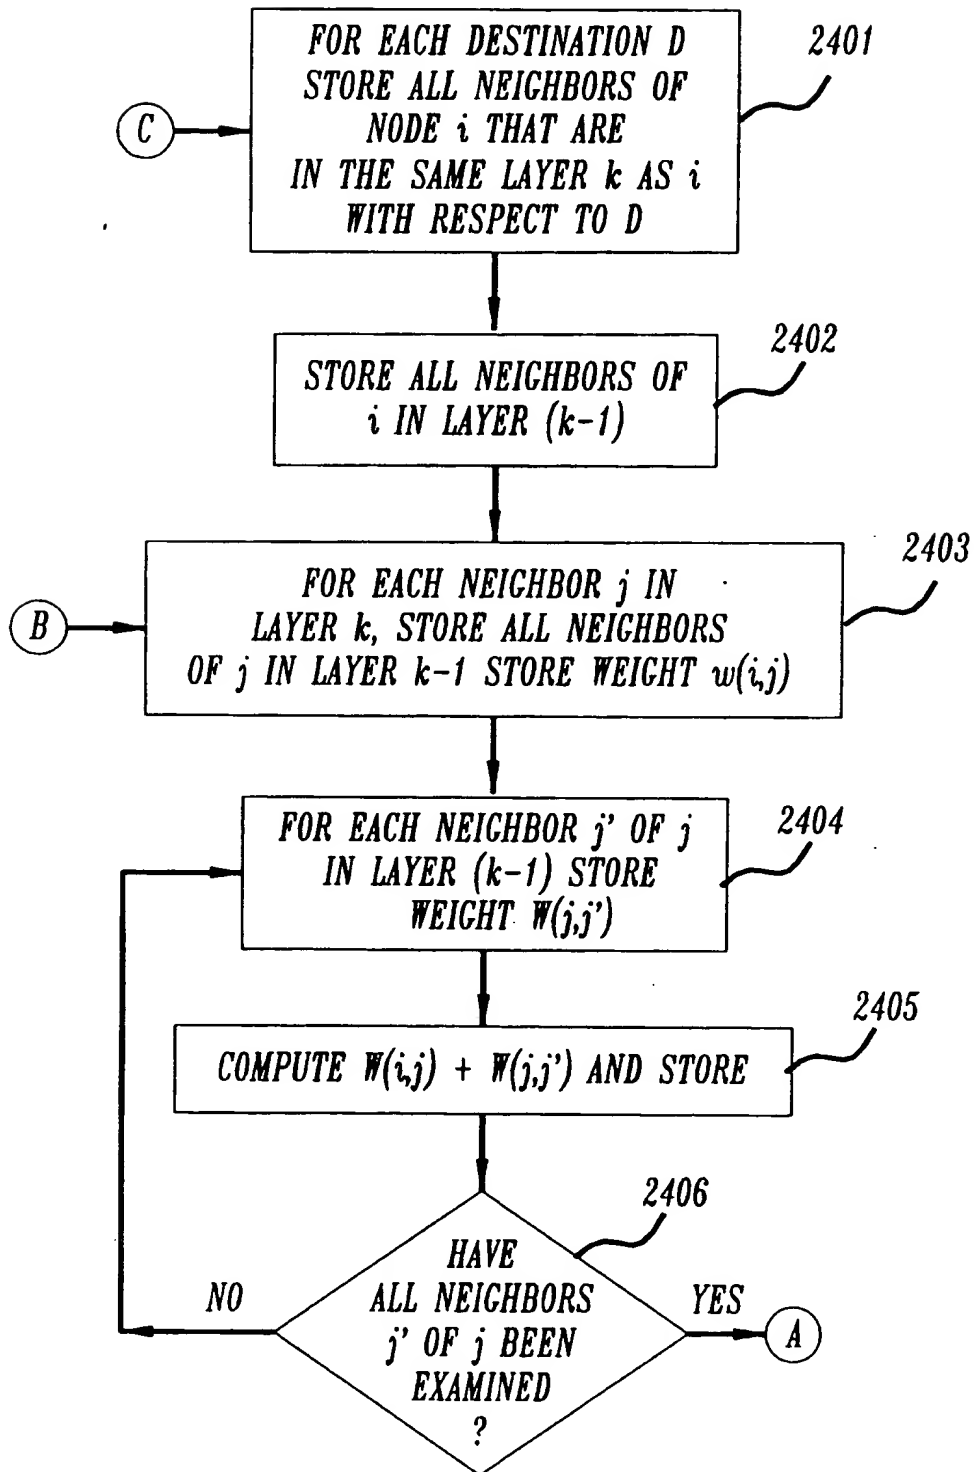 FOR EACH DESTINATION D
STORE ALL NEIGHBORS OF
NODE i THAT ARE
IN THE SAME LAYER k AS i
WITH RESPECT TO D
2401
C
STORE ALL NEIGHBORS OF
i IN LAYER (k-1)
2402
FOR EACH NEIGHBOR j IN
LAYER k, STORE ALL NEIGHBORS
OF j IN LAYER k-1 STORE WEIGHT w(i,j)
2403
B
FOR EACH NEIGHBOR j' OF j
IN LAYER (k-1) STORE
WEIGHT W(j,j')
2404
COMPUTE W(i,j) + W(j,j') AND STORE
2405
HAVE
ALL NEIGHBORS
j' OF j BEEN
EXAMINED
?
2406
NO
YES
A